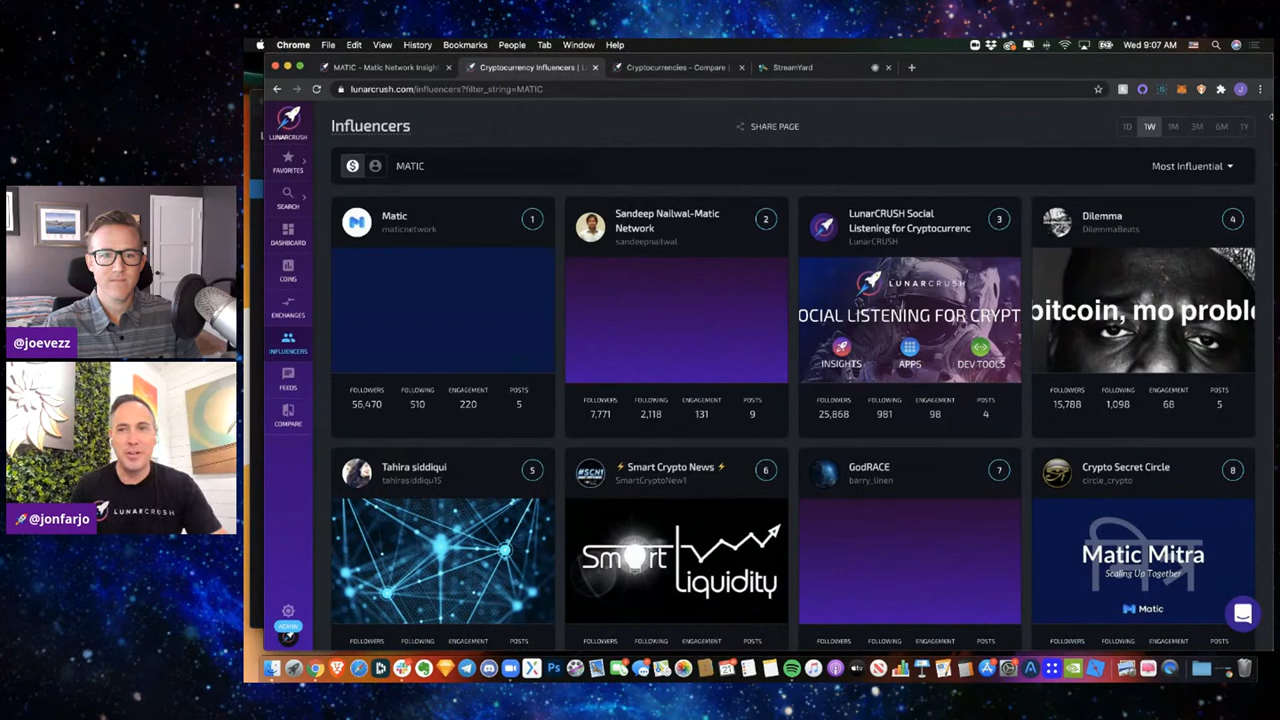 Chrome File Edit View History Bookmarks People Tab Window Help
Wed 9:07 AM
MATIC - Matic Network Insight
Cryptocurrency Influencers | L
Cryptocurrencies - Compare |
StreamYard
lunarcrush.com/influencers?filter_string=MATIC
LUNARCRUSH
FAVORITES
SEARCH
DASHBOARD
COINS
EXCHANGES
INFLUENCERS
FEEDS
COMPARE
ADMIN
Influencers
SHARE PAGE
1D 1W 1M 3M 6M 1Y
MATIC
Most Influential
Matic
maticnetwork
1
FOLLOWERS FOLLOWING ENGAGEMENT POSTS
56,470 510 220 5
Sandeep Nailwal-Matic
Network
sandeepnailwal
2
FOLLOWERS FOLLOWING ENGAGEMENT POSTS
7,771 2,118 131 9
LunarCRUSH Social
Listening for Cryptocurrenc
LunarCRUSH
3
LUNARCRUSH
OCIAL LISTENING FOR CRYPT
INSIGHTS APPS DEV TOOLS
FOLLOWERS FOLLOWING ENGAGEMENT POSTS
25,868 981 98 4
Dilemma
DilemmaBeats
4
bitcoin, mo proble
FOLLOWERS FOLLOWING ENGAGEMENT POSTS
15,788 1,098 68 5
Tahira siddiqui
tahirasiddiqu15
5
FOLLOWERS FOLLOWING ENGAGEMENT POSTS
⚡ Smart Crypto News ⚡
SmartCryptoNew1
6
#SCN1
Smart Liquidity
FOLLOWERS FOLLOWING ENGAGEMENT POSTS
GodRACE
barry_linen
7
FOLLOWERS FOLLOWING ENGAGEMENT POSTS
Crypto Secret Circle
circle_crypto
8
Matic Mitra
Scaling Up Together
Matic
FOLLOWERS FOLLOWING ENGAGEMENT POSTS
@joevezz
LUNARCRUSH
🚀 @jonfarjo